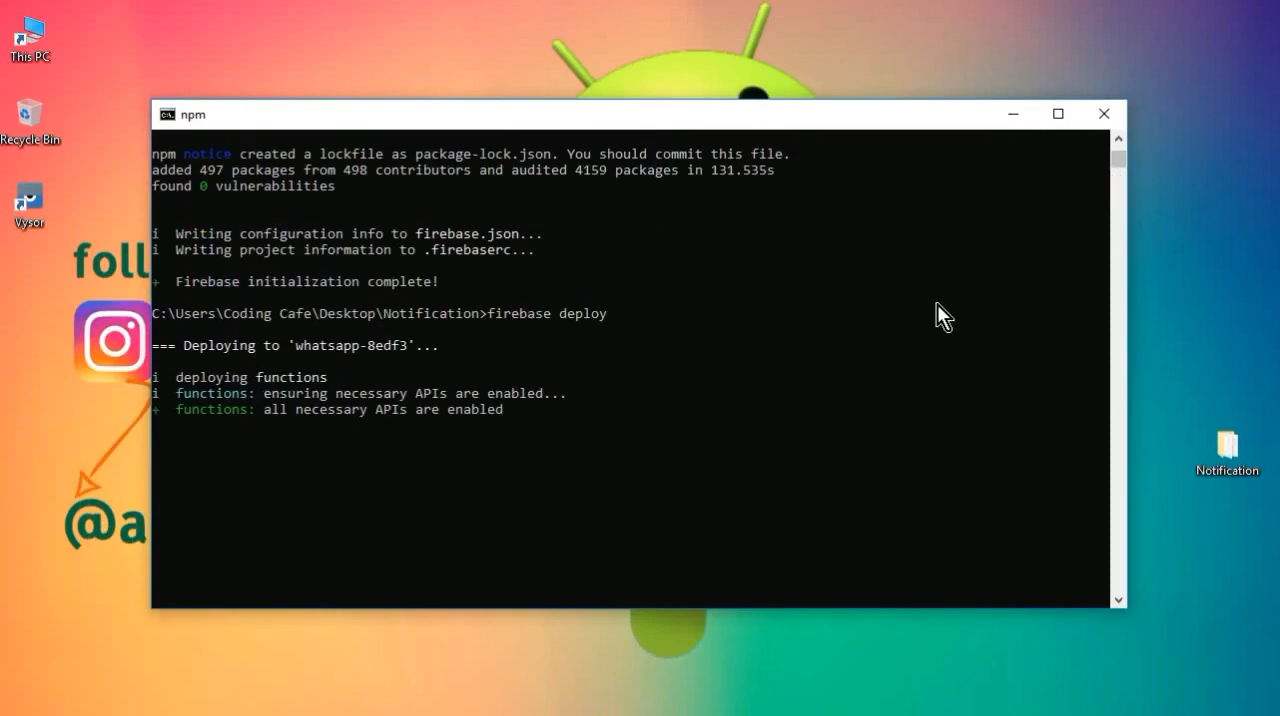 This PC
Recycle Bin
Vysor
foll
@a
npm
npm notice created a lockfile as package-lock.json. You should commit this file.
added 497 packages from 498 contributors and audited 4159 packages in 131.535s
found 0 vulnerabilities
i  Writing configuration info to firebase.json...
i  Writing project information to .firebaserc...
+  Firebase initialization complete!
C:\Users\Coding Cafe\Desktop\Notification>firebase deploy
=== Deploying to 'whatsapp-8edf3'...
i  deploying functions
i  functions: ensuring necessary APIs are enabled...
+  functions: all necessary APIs are enabled
Notification